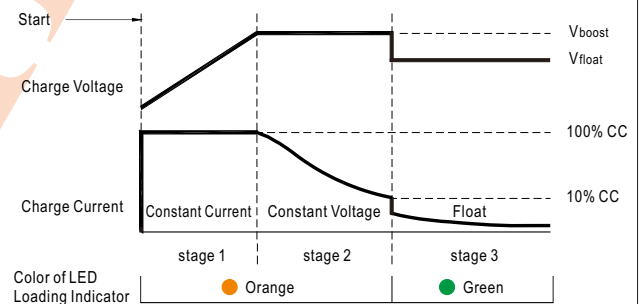 Start
Vboost
Vfloat
Charge Voltage
100% CC
10% CC
Charge Current
Constant Current
Constant Voltage
Float
stage 1
stage 2
stage 3
Color of LED
Loading Indicator
Orange
Green